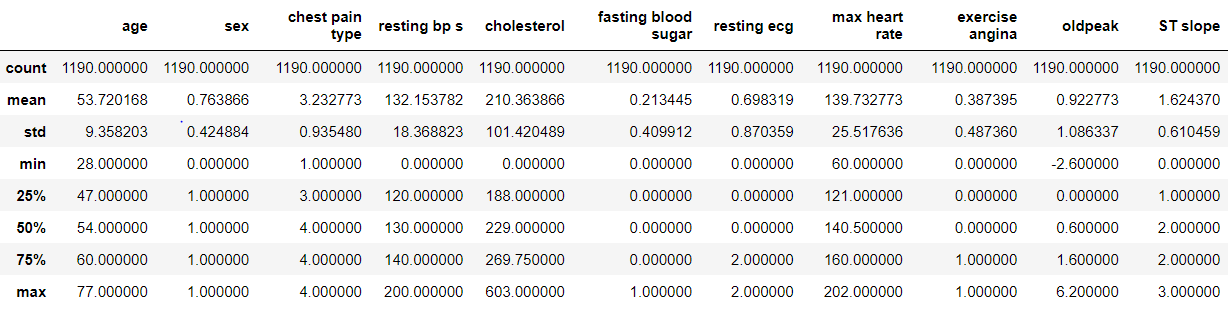 age sex chest pain type resting bp s cholesterol fasting blood sugar resting ecg max heart rate exercise angina oldpeak ST slope
count 1190.000000 1190.000000 1190.000000 1190.000000 1190.000000 1190.000000 1190.000000 1190.000000 1190.000000 1190.000000 1190.000000
mean 53.720168 0.763866 3.232773 132.153782 210.363866 0.213445 0.698319 139.732773 0.387395 0.922773 1.624370
std 9.358203 0.424884 0.935480 18.368823 101.420489 0.409912 0.870359 25.517636 0.487360 1.086337 0.610459
min 28.000000 0.000000 1.000000 0.000000 0.000000 0.000000 0.000000 60.000000 0.000000 -2.600000 0.000000
25% 47.000000 1.000000 3.000000 120.000000 188.000000 0.000000 0.000000 121.000000 0.000000 0.000000 1.000000
50% 54.000000 1.000000 4.000000 130.000000 229.000000 0.000000 0.000000 140.500000 0.000000 0.600000 2.000000
75% 60.000000 1.000000 4.000000 140.000000 269.750000 0.000000 2.000000 160.000000 1.000000 1.600000 2.000000
max 77.000000 1.000000 4.000000 200.000000 603.000000 1.000000 2.000000 202.000000 1.000000 6.200000 3.000000